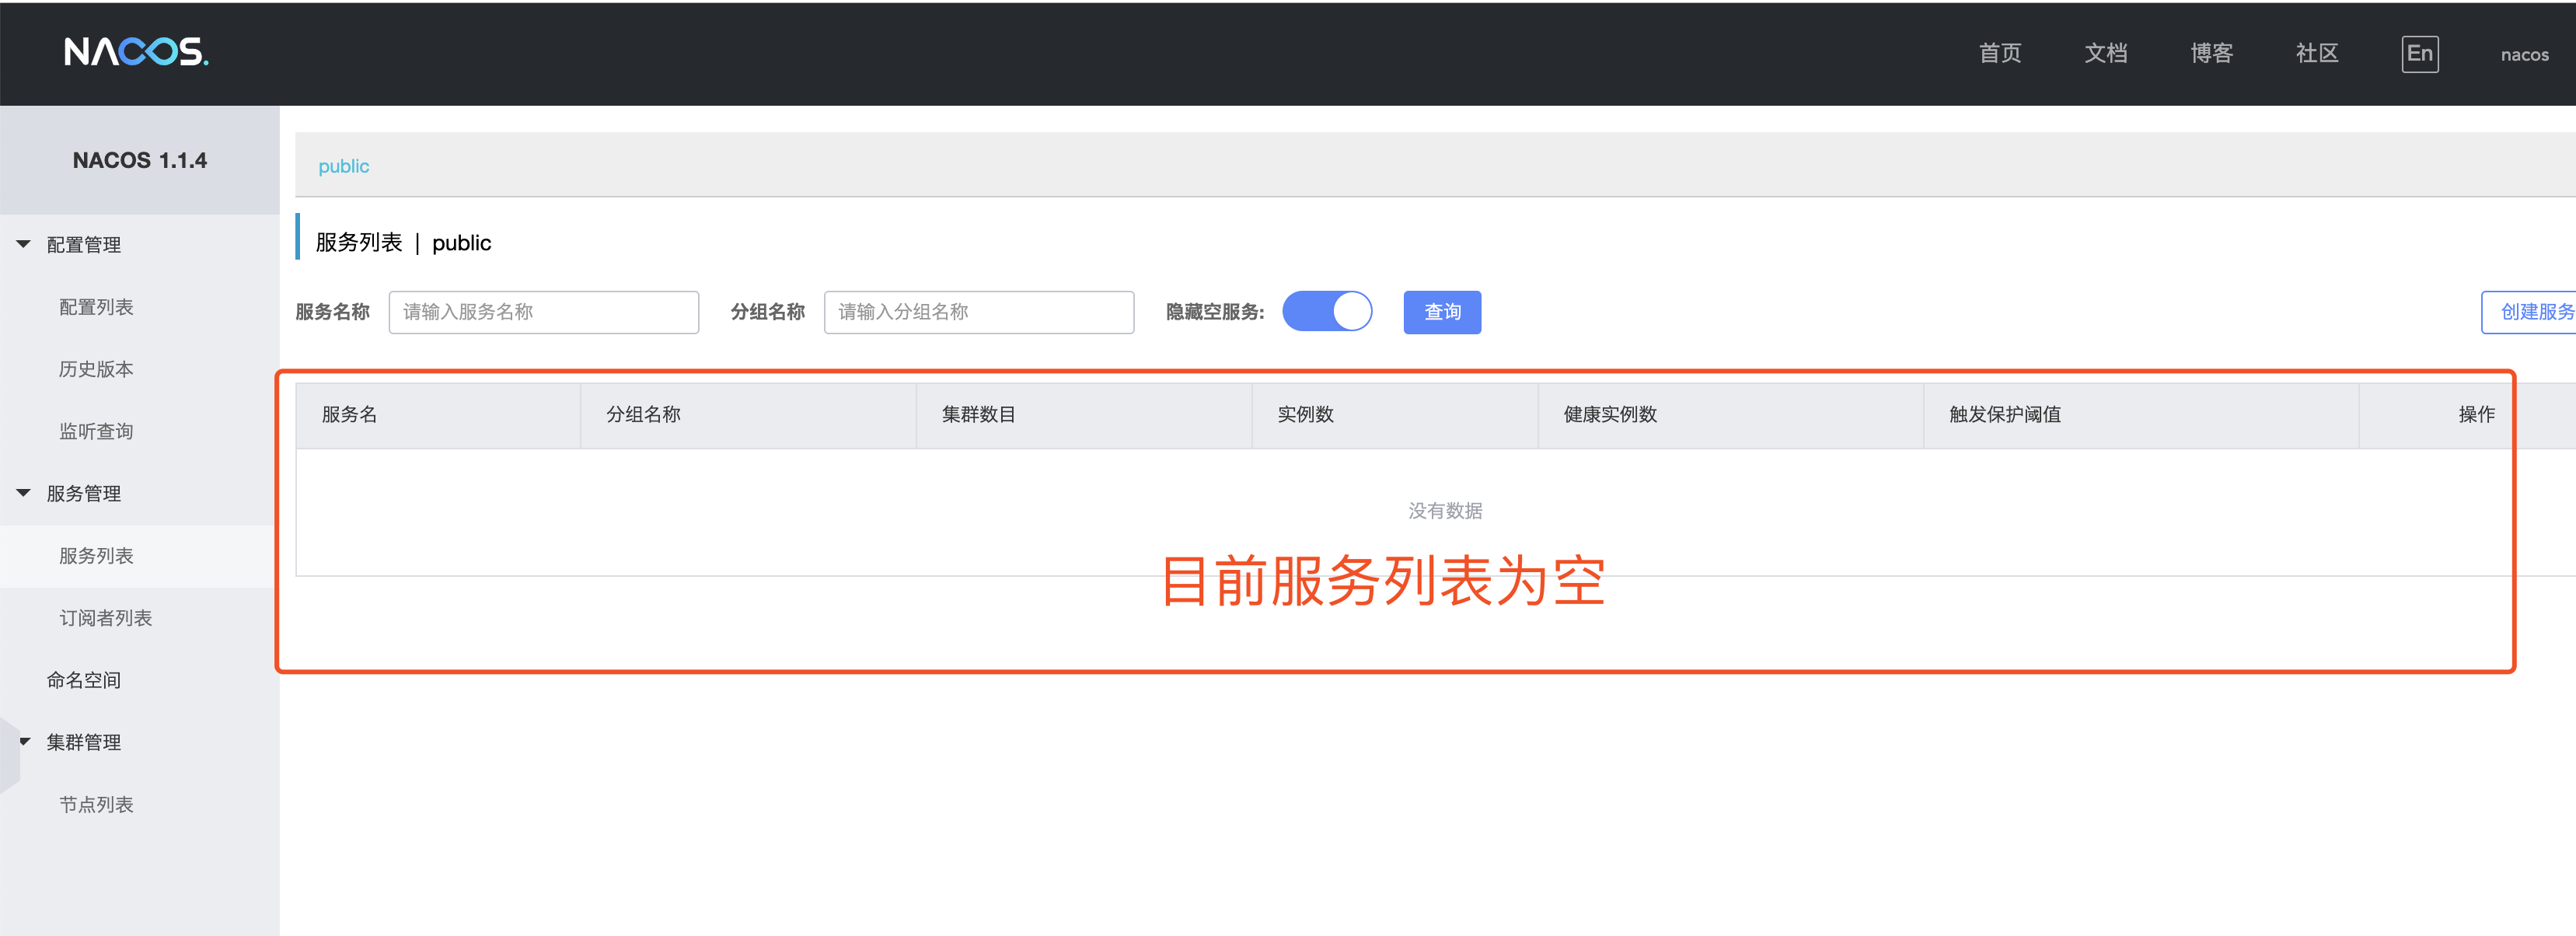 NACOS.
首页 文档 博客 社区 En nacos
NACOS 1.1.4
配置管理
配置列表
历史版本
监听查询
服务管理
服务列表
订阅者列表
命名空间
集群管理
节点列表
public
服务列表 | public
服务名称 请输入服务名称 分组名称 请输入分组名称 隐藏空服务: 查询 创建服务
服务名 分组名称 集群数目 实例数 健康实例数 触发保护阈值 操作
没有数据
目前服务列表为空